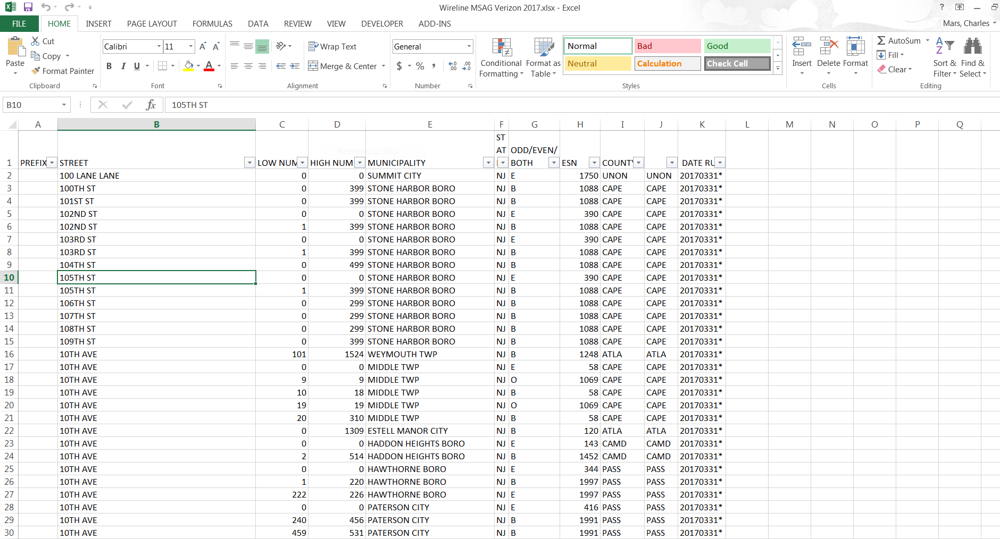 Wireline MSAG Verizon 2017.xlsx - Excel
?
FILE HOME INSERT PAGE LAYOUT FORMULAS DATA REVIEW VIEW DEVELOPER ADD-INS Mars, Charles
Paste
Cut
Copy
Format Painter
Clipboard
Calibri 11
B I U
Font
Wrap Text
Merge & Center
Alignment
General
$ % ,
Number
Conditional Formatting
Format as Table
Normal Bad Good
Neutral Calculation Check Cell
Styles
Insert Delete Format
Cells
AutoSum
Fill
Clear
Sort & Filter
Find & Select
Editing
B10 fx 105TH ST
A B C D E F G H I J K L M N O P Q
Rectangular Snip
1 PREFIX STREET LOW NUM HIGH NUM MUNICIPALITY STAT ODD/EVEN/BOTH ESN COUNTY DATE RU
2 100 LANE LANE 0 0 SUMMIT CITY NJ E 1750 UNON UNON 20170331*
3 100TH ST 0 399 STONE HARBOR BORO NJ B 1088 CAPE CAPE 20170331*
4 101ST ST 0 399 STONE HARBOR BORO NJ B 1088 CAPE CAPE 20170331*
5 102ND ST 0 0 STONE HARBOR BORO NJ E 390 CAPE CAPE 20170331*
6 102ND ST 1 399 STONE HARBOR BORO NJ B 1088 CAPE CAPE 20170331*
7 103RD ST 0 0 STONE HARBOR BORO NJ E 390 CAPE CAPE 20170331*
8 103RD ST 1 399 STONE HARBOR BORO NJ B 1088 CAPE CAPE 20170331*
9 104TH ST 0 499 STONE HARBOR BORO NJ B 1088 CAPE CAPE 20170331*
10 105TH ST 0 0 STONE HARBOR BORO NJ E 390 CAPE CAPE 20170331*
11 105TH ST 1 399 STONE HARBOR BORO NJ B 1088 CAPE CAPE 20170331*
12 106TH ST 0 299 STONE HARBOR BORO NJ B 1088 CAPE CAPE 20170331*
13 107TH ST 0 299 STONE HARBOR BORO NJ B 1088 CAPE CAPE 20170331*
14 108TH ST 0 299 STONE HARBOR BORO NJ B 1088 CAPE CAPE 20170331*
15 109TH ST 0 399 STONE HARBOR BORO NJ B 1088 CAPE CAPE 20170331*
16 10TH AVE 101 1524 WEYMOUTH TWP NJ B 1248 ATLA ATLA 20170331*
17 10TH AVE 0 0 MIDDLE TWP NJ E 58 CAPE CAPE 20170331*
18 10TH AVE 9 9 MIDDLE TWP NJ O 1069 CAPE CAPE 20170331*
19 10TH AVE 10 18 MIDDLE TWP NJ B 58 CAPE CAPE 20170331*
20 10TH AVE 19 19 MIDDLE TWP NJ O 1069 CAPE CAPE 20170331*
21 10TH AVE 20 310 MIDDLE TWP NJ B 58 CAPE CAPE 20170331*
22 10TH AVE 0 1309 ESTELL MANOR CITY NJ B 120 ATLA ATLA 20170331*
23 10TH AVE 0 0 HADDON HEIGHTS BORO NJ E 143 CAMD CAMD 20170331*
24 10TH AVE 2 514 HADDON HEIGHTS BORO NJ B 1452 CAMD CAMD 20170331*
25 10TH AVE 0 0 HAWTHORNE BORO NJ E 344 PASS PASS 20170331*
26 10TH AVE 1 220 HAWTHORNE BORO NJ B 1997 PASS PASS 20170331*
27 10TH AVE 222 226 HAWTHORNE BORO NJ E 1997 PASS PASS 20170331*
28 10TH AVE 0 0 PATERSON CITY NJ E 416 PASS PASS 20170331*
29 10TH AVE 240 456 PATERSON CITY NJ B 1991 PASS PASS 20170331*
30 10TH AVE 459 531 PATERSON CITY NJ B 1991 PASS PASS 20170331*